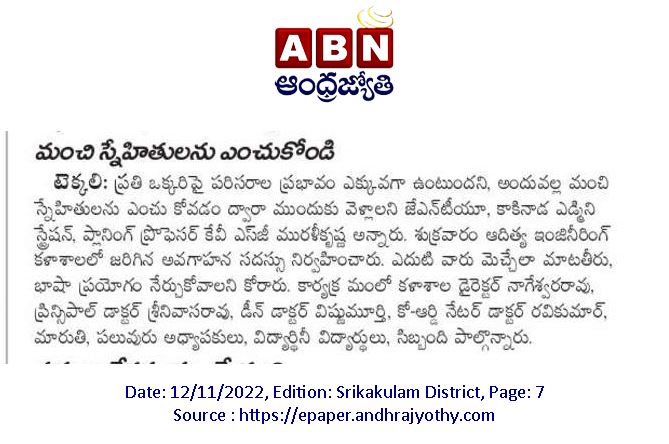 ABN
ఆంధ్రజ్యోతి
మంచి స్నేహితులను ఎంచుకోండి
టెక్కలి: ప్రతి ఒక్కరిపై పరిసరాల ప్రభావం ఎక్కువగా ఉంటుందని, అందువల్ల మంచి
స్నేహితులను ఎంచు కోవడం ద్వారా ముందుకు వెళ్లాలని జేఎన్‌టీయూ, కాకినాడ ఎడ్మిని
స్ట్రేషన్, ప్లానింగ్ ప్రొఫెసర్ కేవీ ఎస్‌జీ మురళీకృష్ణ అన్నారు. శుక్రవారం ఆదిత్య ఇంజినీరింగ్
కళాశాలలో జరిగిన అవగాహన సదస్సు నిర్వహించారు. ఎదుటి వారు మెచ్చేలా మాటతీరు,
భాషా ప్రయోగం నేర్చుకోవాలని కోరారు. కార్యక్ర మంలో కళాశాల డైరెక్టర్ నాగేశ్వరరావు,
ప్రిన్సిపాల్ డాక్టర్ శ్రీనివాసరావు, డీన్ డాక్టర్ విష్ణుమూర్తి, కో-ఆర్డి నేటర్ డాక్టర్ రవికుమార్,
మారుతి, పలువురు అధ్యాపకులు, విద్యార్థినీ విద్యార్థులు, సిబ్బంది పాల్గొన్నారు.
Date: 12/11/2022, Edition: Srikakulam District, Page: 7
Source : https://epaper.andhrajyothy.com